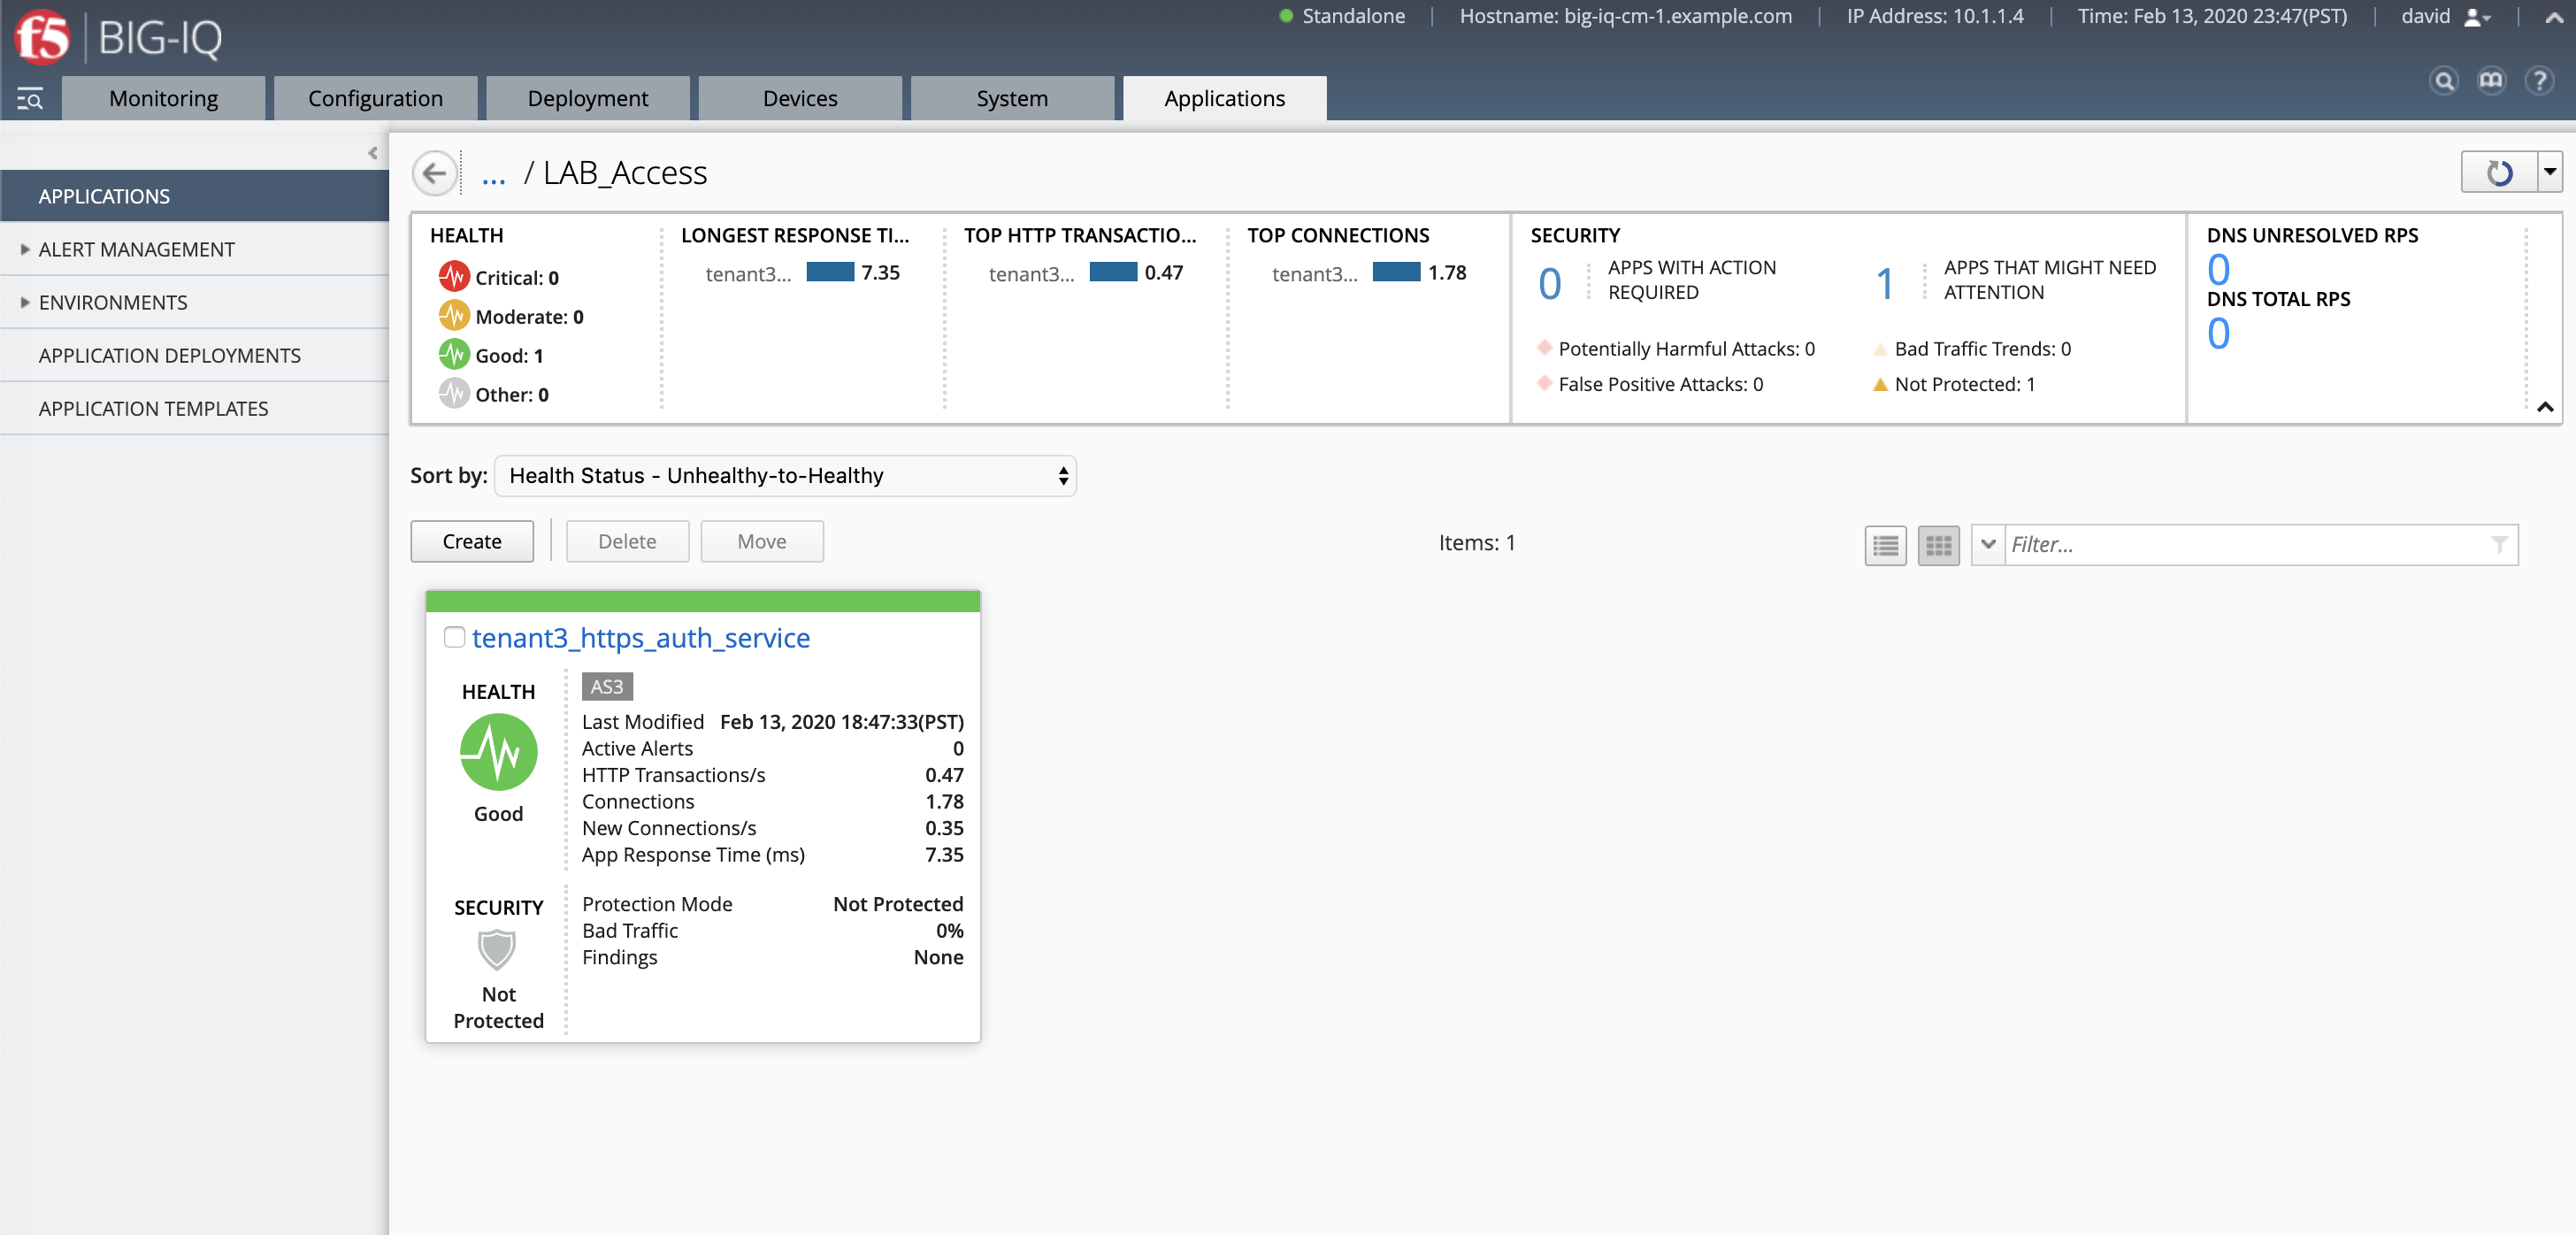 f5 BIG-IQ
Standalone | Hostname: big-iq-cm-1.example.com | IP Address: 10.1.1.4 | Time: Feb 13, 2020 23:47(PST) | david
Monitoring Configuration Deployment Devices System Applications
APPLICATIONS
ALERT MANAGEMENT
ENVIRONMENTS
APPLICATION DEPLOYMENTS
APPLICATION TEMPLATES
... / LAB_Access
HEALTH
Critical: 0
Moderate: 0
Good: 1
Other: 0
LONGEST RESPONSE TI...
tenant3... 7.35
TOP HTTP TRANSACTIO...
tenant3... 0.47
TOP CONNECTIONS
tenant3... 1.78
SECURITY
0 APPS WITH ACTION
REQUIRED
1 APPS THAT MIGHT NEED
ATTENTION
Potentially Harmful Attacks: 0
False Positive Attacks: 0
Bad Traffic Trends: 0
Not Protected: 1
DNS UNRESOLVED RPS
0
DNS TOTAL RPS
0
Sort by: Health Status - Unhealthy-to-Healthy
Create Delete Move Items: 1 Filter...
tenant3_https_auth_service
HEALTH
Good
AS3
Last Modified Feb 13, 2020 18:47:33(PST)
Active Alerts 0
HTTP Transactions/s 0.47
Connections 1.78
New Connections/s 0.35
App Response Time (ms) 7.35
SECURITY
Not
Protected
Protection Mode Not Protected
Bad Traffic 0%
Findings None